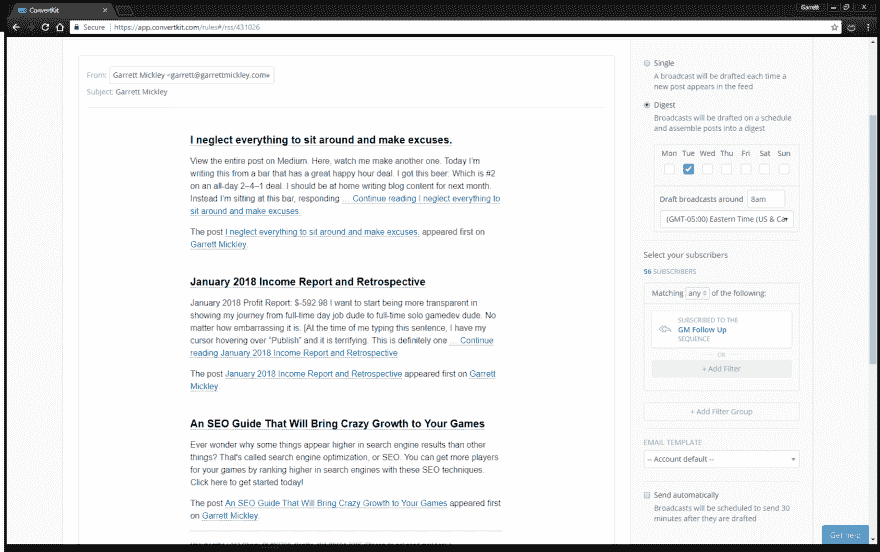 ConvertKit
Garrett
Secure | https://app.convertkit.com/rules#/rss/431026
From: Garrett Mickley <garrett@garrettmickley.com>
Subject: Garrett Mickley
I neglect everything to sit around and make excuses.
View the entire post on Medium. Here, watch me make another one. Today I'm
writing this from a bar that has a great happy hour deal. I got this beer: Which is #2
on an all-day 2–4–1 deal. I should be at home writing blog content for next month.
Instead I'm sitting at this bar, responding … Continue reading I neglect everything to
sit around and make excuses.
The post I neglect everything to sit around and make excuses. appeared first on
Garrett Mickley.
January 2018 Income Report and Retrospective
January 2018 Profit Report: $-592.98 I want to start being more transparent in
showing my journey from full-time day job dude to full-time solo gamedev dude. No
matter how embarrassing it is. [At the time of me typing this sentence, I have my
cursor hovering over "Publish" and it is terrifying. This is definitely one … Continue
reading January 2018 Income Report and Retrospective
The post January 2018 Income Report and Retrospective appeared first on Garrett
Mickley.
An SEO Guide That Will Bring Crazy Growth to Your Games
Ever wonder why some things appear higher in search engine results than other
things? That's called search engine optimization, or SEO. You can get more players
for your games by ranking higher in search engines with these SEO techniques.
Click here to get started today!
The post An SEO Guide That Will Bring Crazy Growth to Your Games appeared first
on Garrett Mickley.
Single
A broadcast will be drafted each time a
new post appears in the feed
Digest
Broadcasts will be drafted on a schedule
and assemble posts into a digest
Mon Tue Wed Thu Fri Sat Sun
Draft broadcasts around 8am
(GMT-05:00) Eastern Time (US & Ca
Select your subscribers
56 SUBSCRIBERS
Matching any of the following:
SUBSCRIBED TO THE
GM Follow Up
SEQUENCE
OR
+ Add Filter
+ Add Filter Group
EMAIL TEMPLATE
-- Account default --
Send automatically
Broadcasts will be scheduled to send 30
minutes after they are drafted
Get help